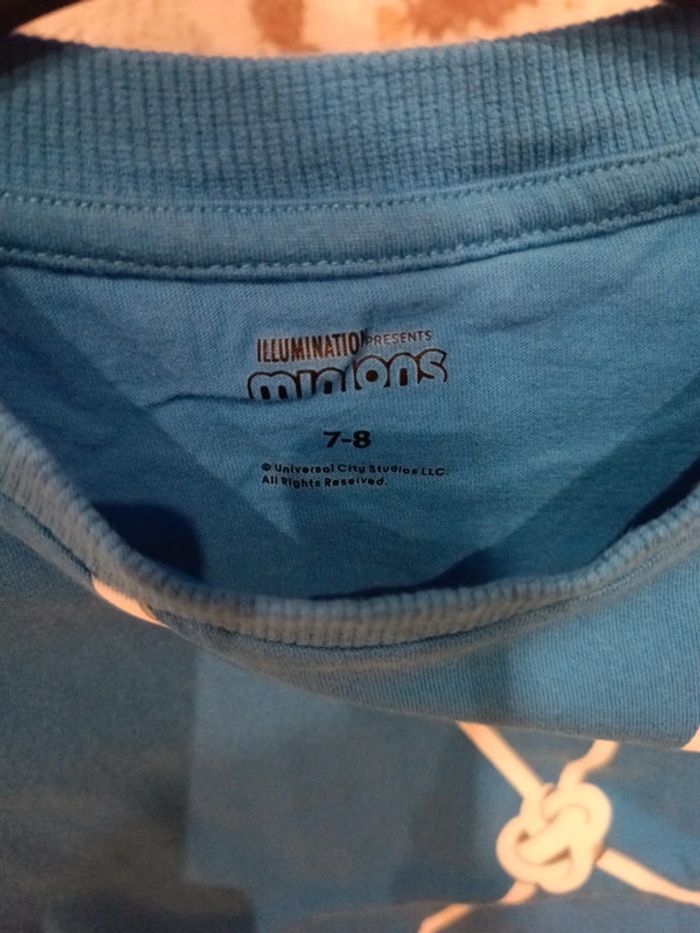 ILLUMINATION PRESENTS
minions
7-8
© Universal City Studios LLC.
All Rights Reserved.